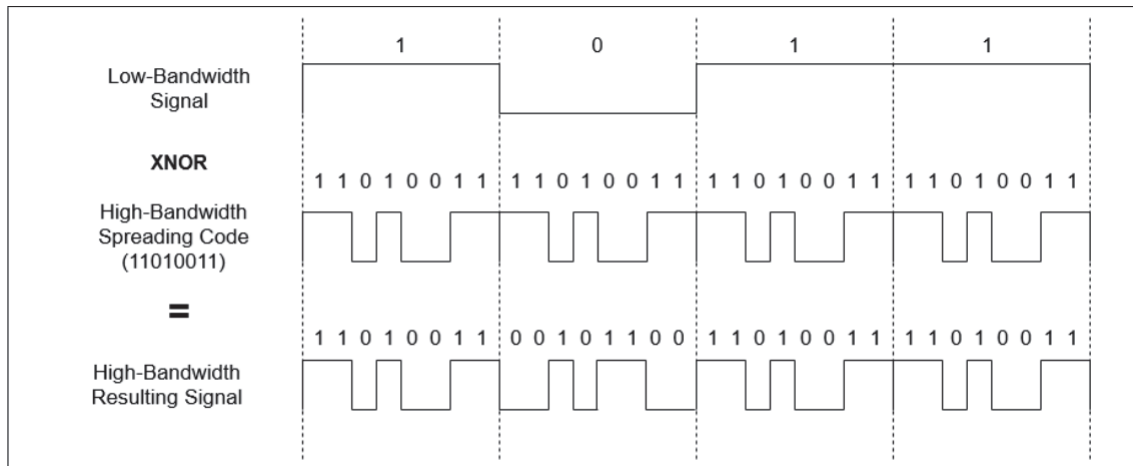 1 0 1 1
Low-Bandwidth
Signal
XNOR
1 1 0 1 0 0 1 1 1 1 0 1 0 0 1 1 1 1 0 1 0 0 1 1 1 1 0 1 0 0 1 1
High-Bandwidth
Spreading Code
(11010011)
=
1 1 0 1 0 0 1 1 0 0 1 0 1 1 0 0 1 1 0 1 0 0 1 1 1 1 0 1 0 0 1 1
High-Bandwidth
Resulting Signal